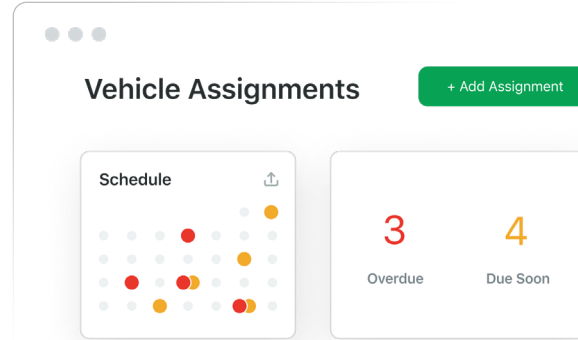 Vehicle Assignments
+ Add Assignment
Schedule
3
4
Overdue
Due Soon